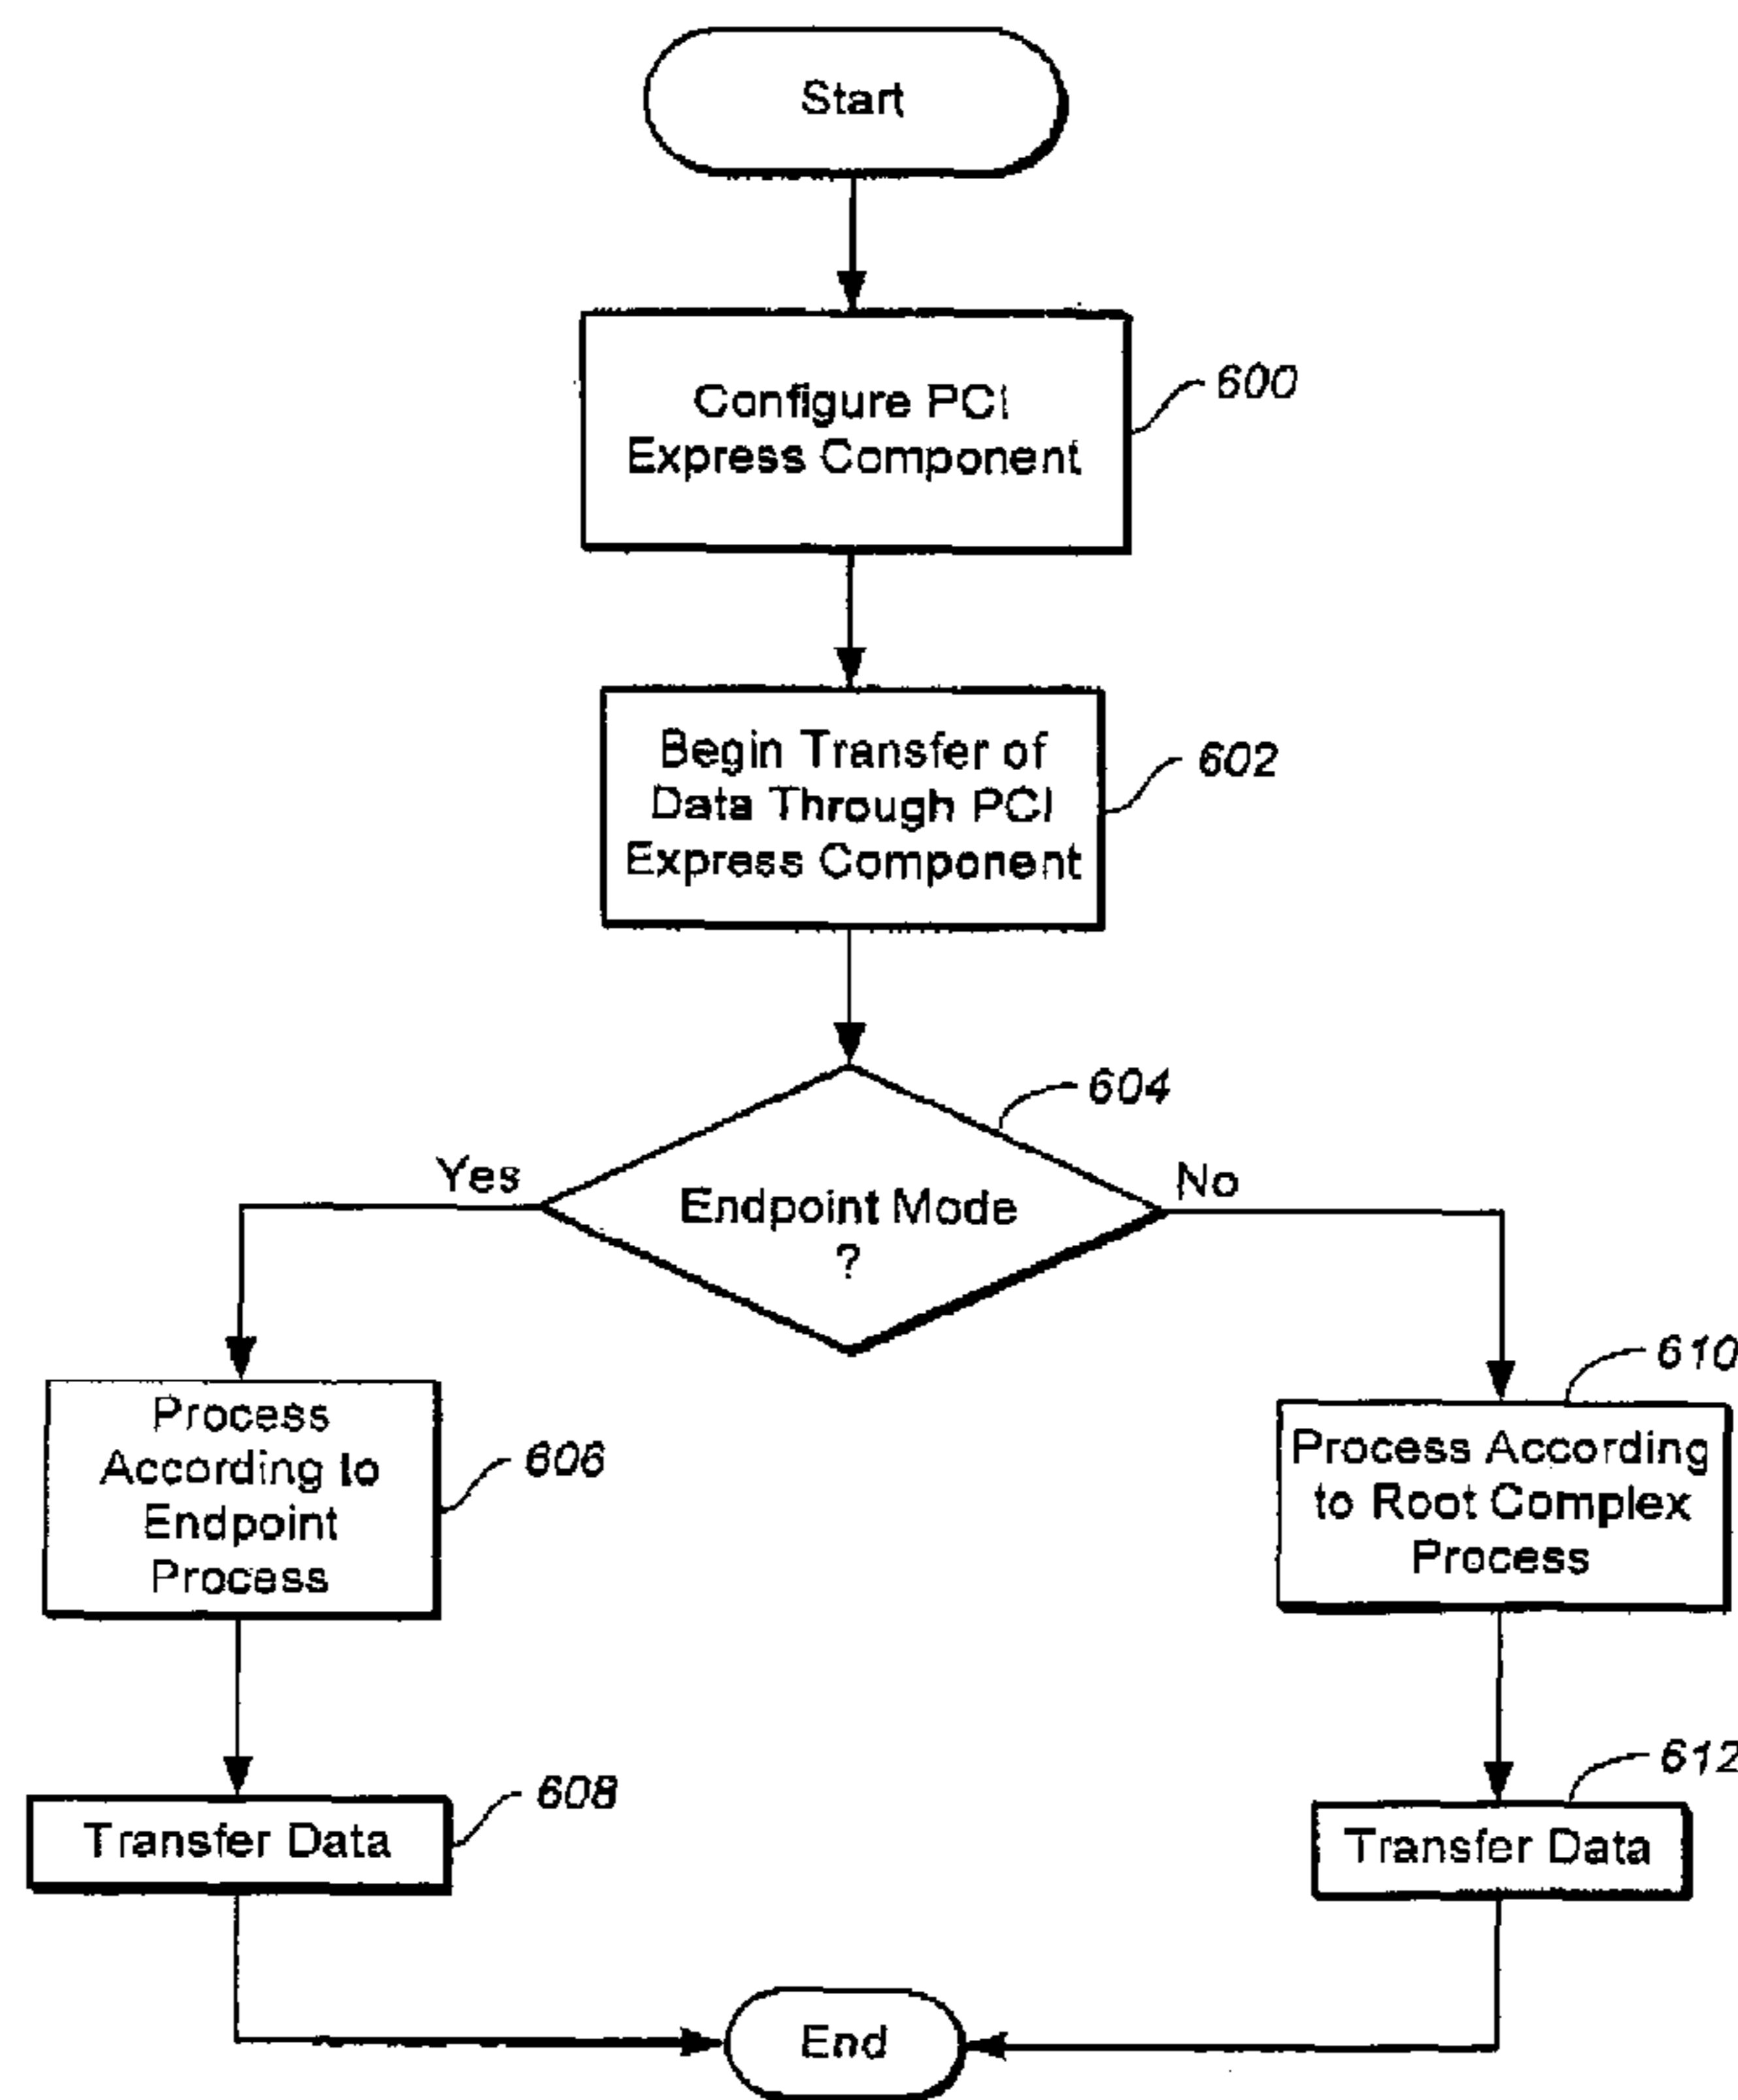 Start
Configure PCI
Express Component
600
Begin Transfer of
Data Through PCI
Express Component
602
604
Yes
Endpoint Mode
?
No
Process
According to
Endpoint
Process
606
610
Process According
to Root Complex
Process
Transfer Data
608
612
Transfer Data
End